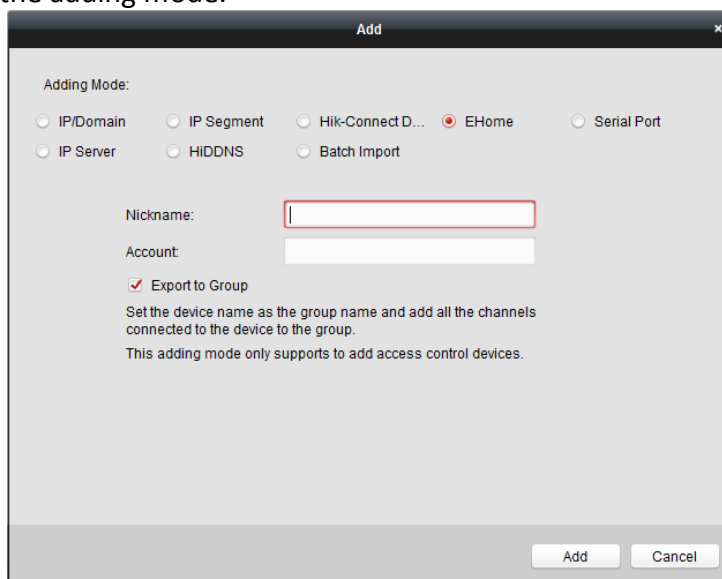 the adding mode.
Add
×
Adding Mode:
IP/Domain IP Segment Hik-Connect D... EHome Serial Port
IP Server HiDDNS Batch Import
Nickname:
Account:
Export to Group
Set the device name as the group name and add all the channels
connected to the device to the group.
This adding mode only supports to add access control devices.
Add Cancel